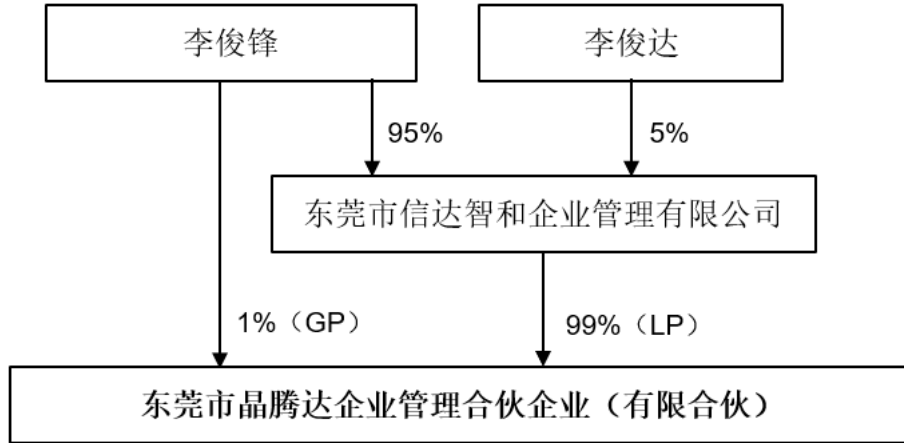 李俊锋
李俊达
95%
5%
东莞市信达智和企业管理有限公司
1%（GP）
99%（LP）
东莞市晶腾达企业管理合伙企业（有限合伙）